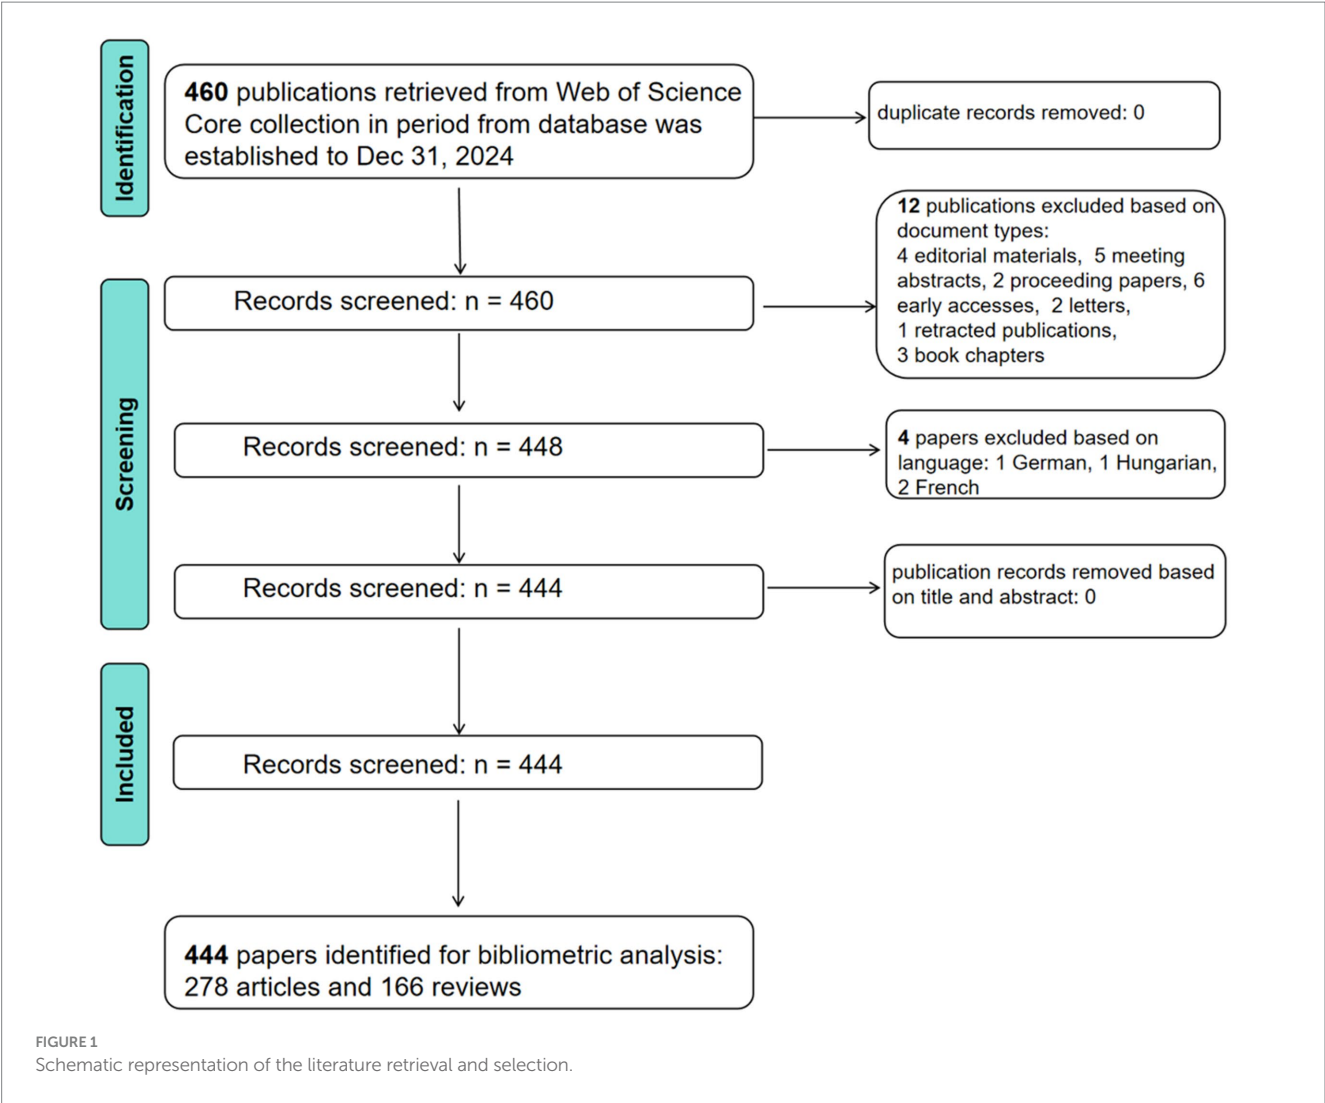 Identification
460 publications retrieved from Web of Science
Core collection in period from database was
established to Dec 31, 2024
duplicate records removed: 0
Screening
Records screened: n = 460
12 publications excluded based on
document types:
4 editorial materials, 5 meeting
abstracts, 2 proceeding papers, 6
early accesses, 2 letters,
1 retracted publications,
3 book chapters
Records screened: n = 448
4 papers excluded based on
language: 1 German, 1 Hungarian,
2 French
Records screened: n = 444
publication records removed based
on title and abstract: 0
Included
Records screened: n = 444
444 papers identified for bibliometric analysis:
278 articles and 166 reviews
FIGURE 1
Schematic representation of the literature retrieval and selection.